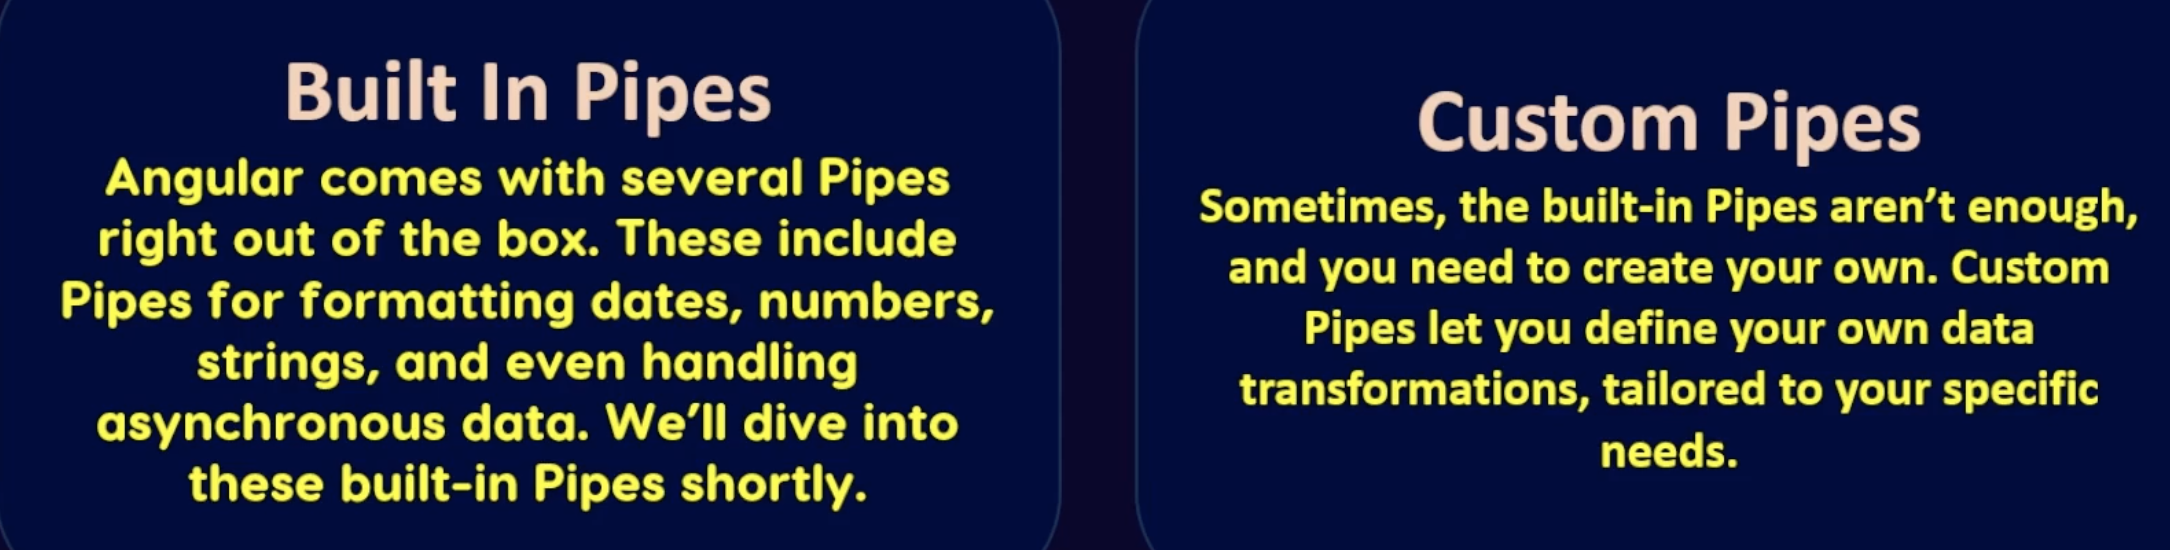 Built In Pipes
Angular comes with several Pipes
right out of the box. These include
Pipes for formatting dates, numbers,
strings, and even handling
asynchronous data. We’ll dive into
these built-in Pipes shortly.
Custom Pipes
Sometimes, the built-in Pipes aren’t enough,
and you need to create your own. Custom
Pipes let you define your own data
transformations, tailored to your specific
needs.